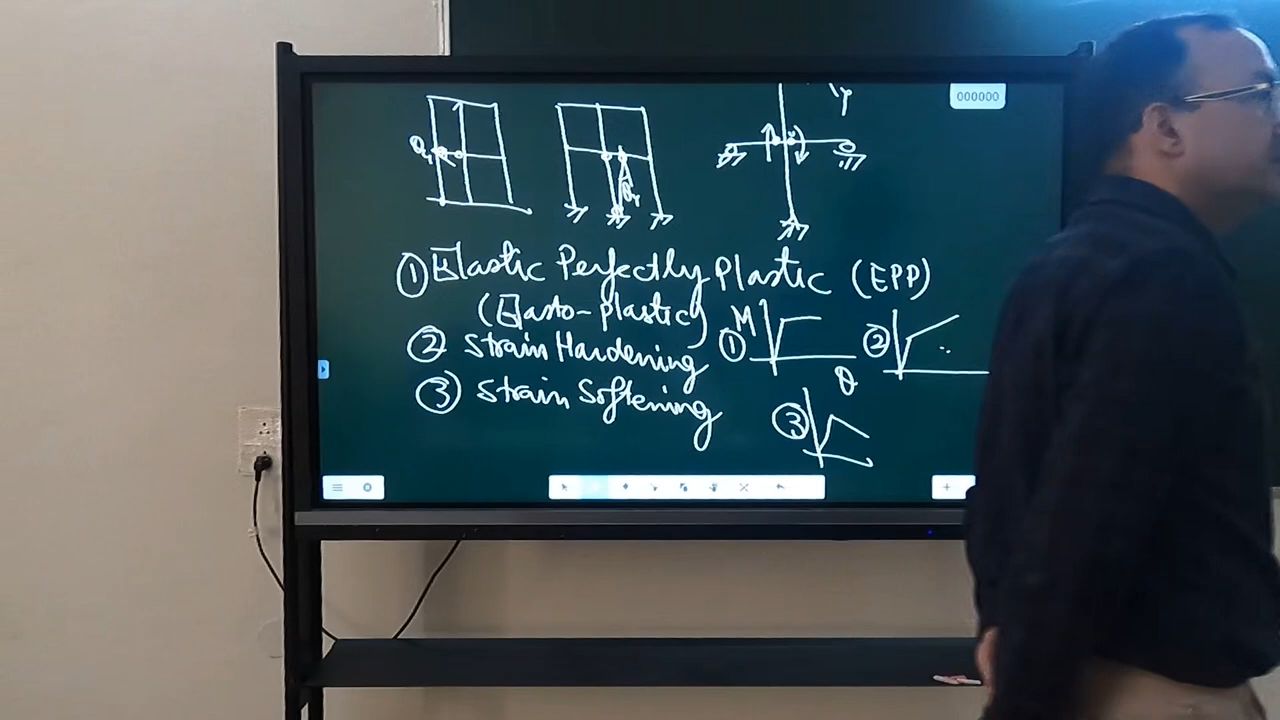 000000
① Elastic Perfectly Plastic (EPP)
(Elasto-plastic)
② Strain Hardening
③ Strain Softening
M
①
θ
②
③